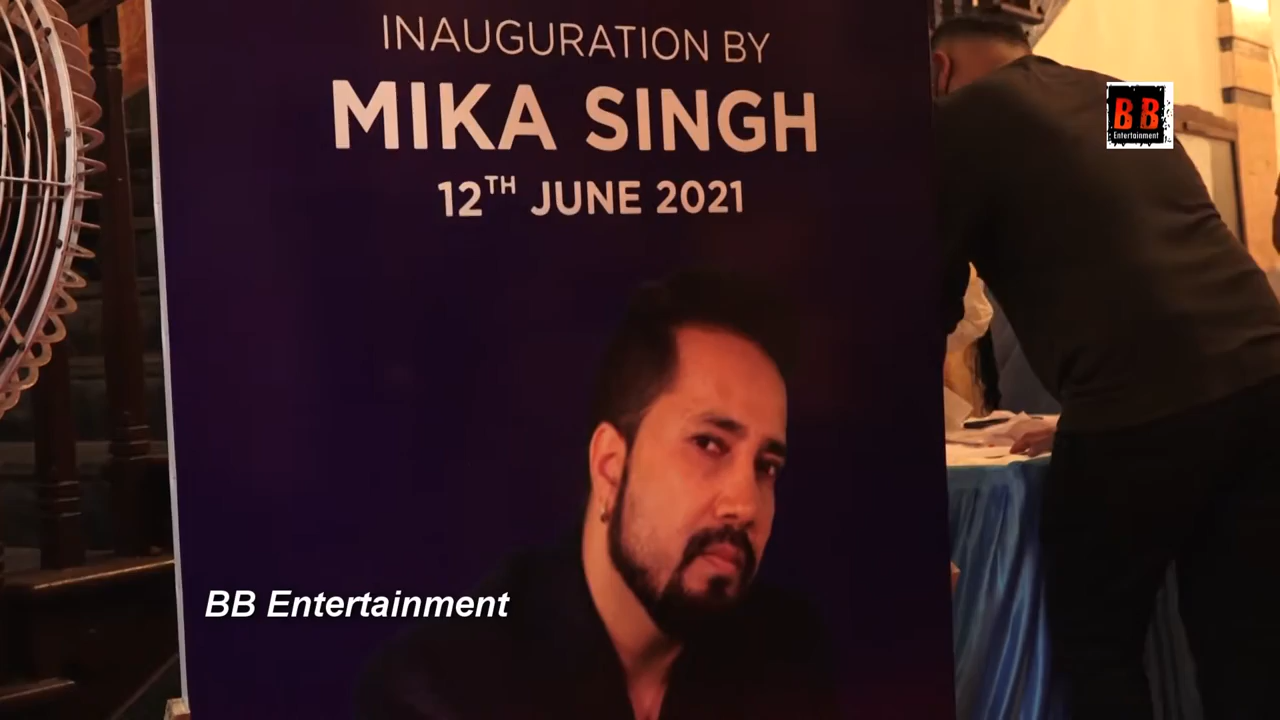 INAUGURATION BY
MIKA SINGH
12TH JUNE 2021
BB
Entertainment
BB Entertainment